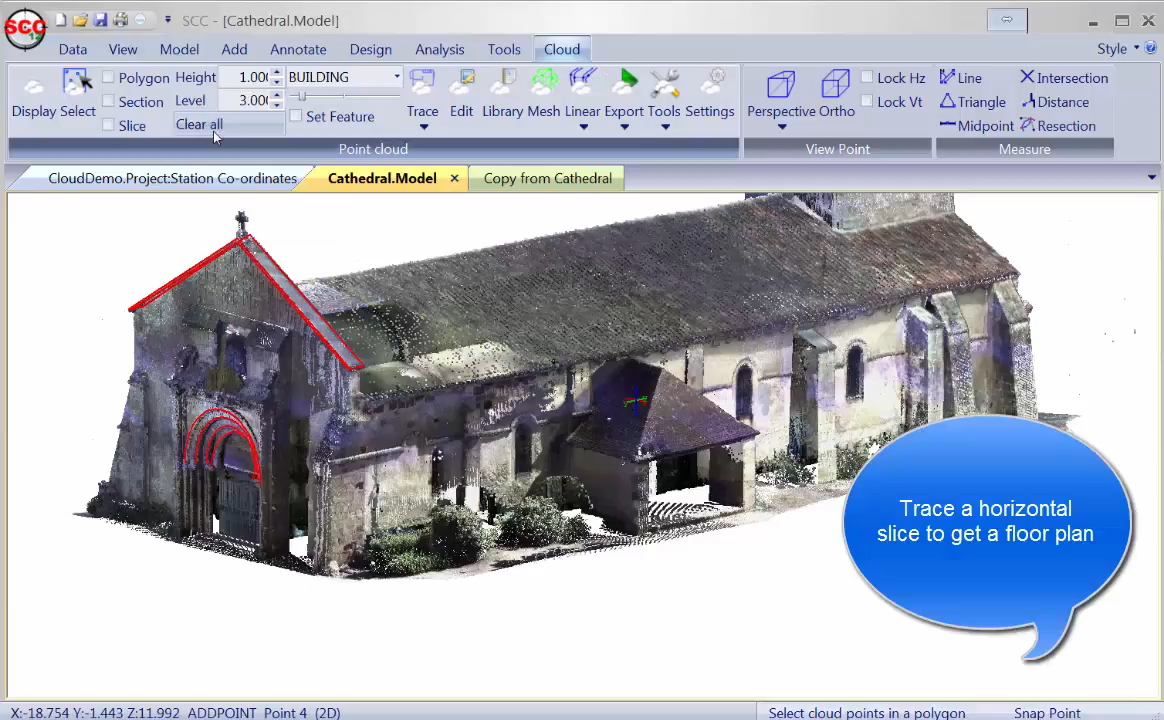 SCC - [Cathedral.Model]
SCC
12
Data View Model Add Annotate Design Analysis Tools Cloud Style
Display Select
Polygon Height 1.000 BUILDING
Section Level 3.000
Slice Clear all Set Feature
Trace Edit Library Mesh Linear Export Tools Settings
Point cloud
Perspective Ortho
Lock Hz
Lock Vt
View Point
Line Intersection
Triangle Distance
Midpoint Resection
Measure
CloudDemo.Project:Station Co-ordinates Cathedral.Model Copy from Cathedral
Trace a horizontal
slice to get a floor plan
X:-18.754 Y:-1.443 Z:11.992 ADDPOINT Point 4 (2D) Select cloud points in a polygon Snap Point